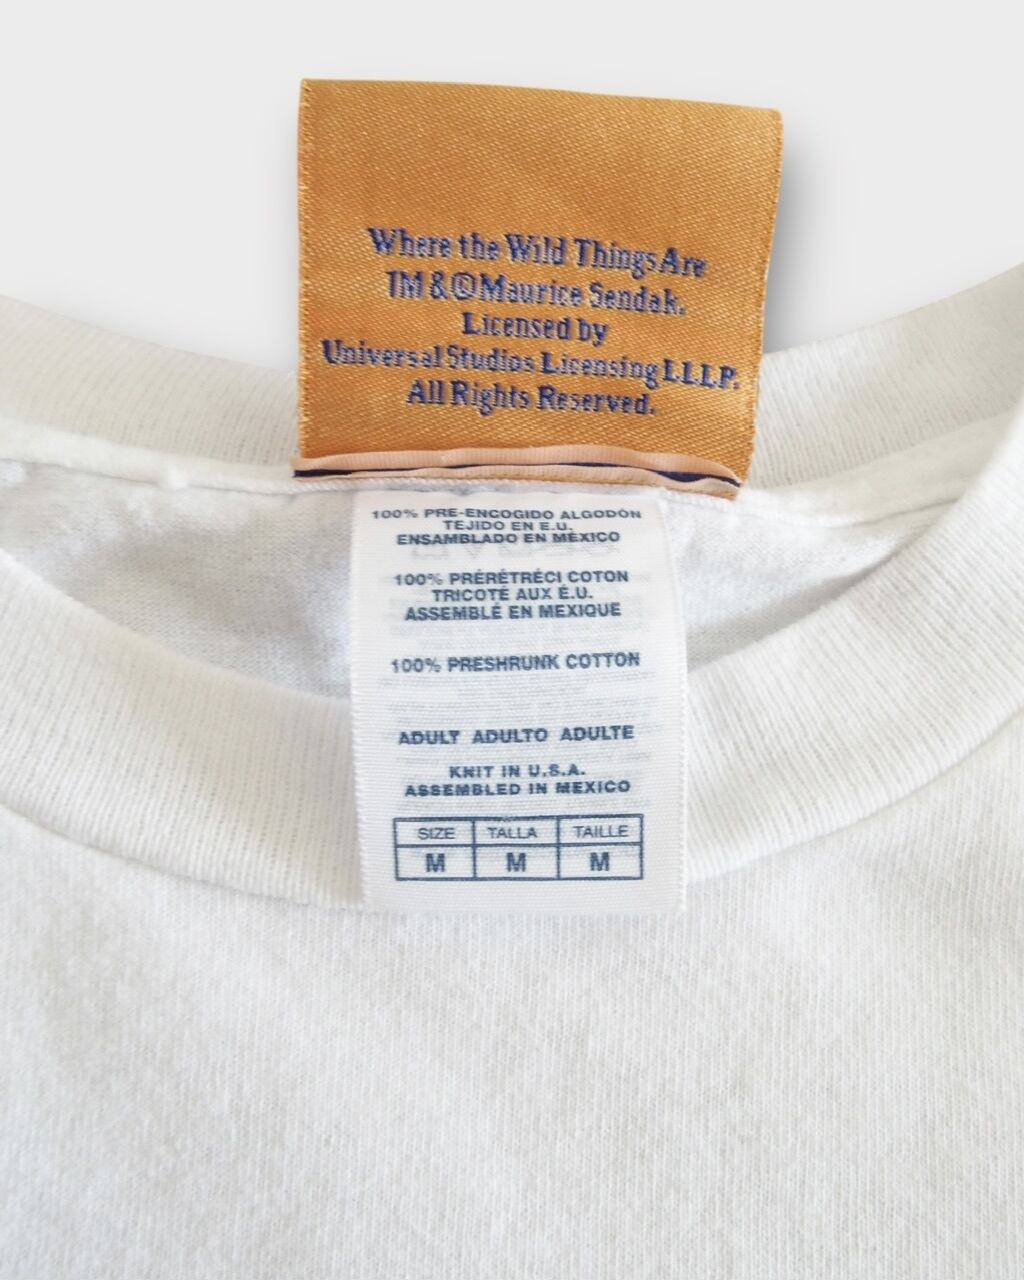 Where the Wild Things Are
TM & © Maurice Sendak.
Licensed by
Universal Studios Licensing LLLP.
All Rights Reserved.
100% PRE-ENCOGIDO ALGODÓN
TEJIDO EN E.U.
ENSAMBLADO EN MÉXICO
100% PRÉRÉTRÉCI COTON
TRICOTÉ AUX É.U.
ASSEMBLÉ EN MEXIQUE
100% PRESHRUNK COTTON
ADULT ADULTO ADULTE
KNIT IN U.S.A.
ASSEMBLED IN MEXICO
SIZE TALLA TAILLE
M M M